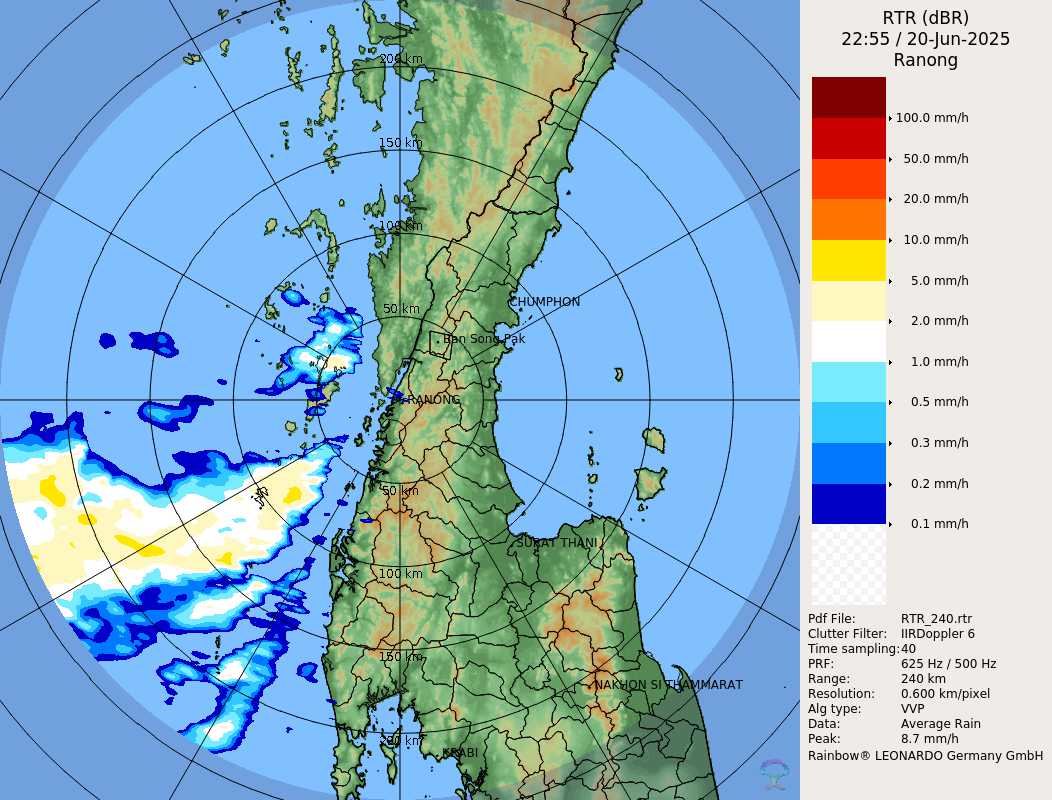 RTR (dBR)
22:55 / 20-Jun-2025
Ranong
200 km
150 km
100 km
50 km
CHUMPHON
Ban Song Pak
RANONG
50 km
SURAT THANI
100 km
150 km
NAKHON SI THAMMARAT
200 km
KRABI
100.0 mm/h
50.0 mm/h
20.0 mm/h
10.0 mm/h
5.0 mm/h
2.0 mm/h
1.0 mm/h
0.5 mm/h
0.3 mm/h
0.2 mm/h
0.1 mm/h
Pdf File: RTR_240.rtr
Clutter Filter: IIRDoppler 6
Time sampling:40
PRF: 625 Hz / 500 Hz
Range: 240 km
Resolution: 0.600 km/pixel
Alg type: VVP
Data: Average Rain
Peak: 8.7 mm/h
Rainbow® LEONARDO Germany GmbH